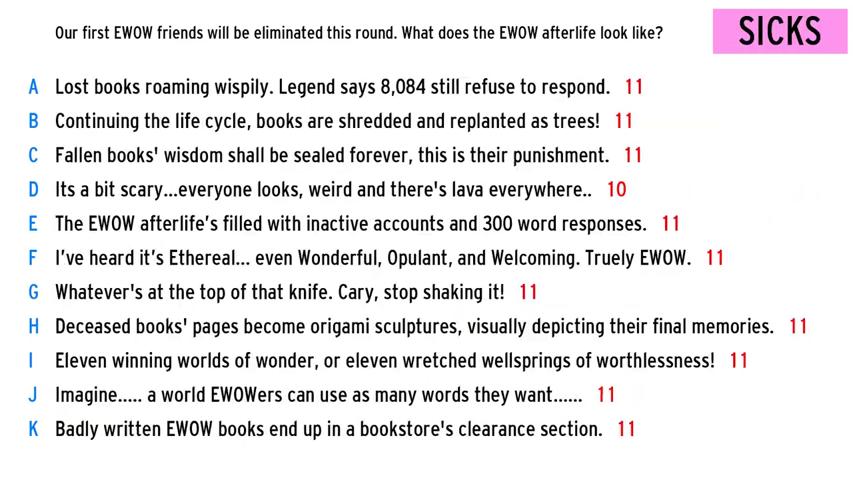 Our first EWOW friends will be eliminated this round. What does the EWOW afterlife look like?
SICKS
A Lost books roaming wispily. Legend says 8,084 still refuse to respond. 11
B Continuing the life cycle, books are shredded and replanted as trees! 11
C Fallen books' wisdom shall be sealed forever, this is their punishment. 11
D Its a bit scary...everyone looks, weird and there's lava everywhere.. 10
E The EWOW afterlife’s filled with inactive accounts and 300 word responses. 11
F I’ve heard it’s Ethereal... even Wonderful, Opulant, and Welcoming. Truely EWOW. 11
G Whatever's at the top of that knife. Cary, stop shaking it! 11
H Deceased books' pages become origami sculptures, visually depicting their final memories. 11
I Eleven winning worlds of wonder, or eleven wretched wellsprings of worthlessness! 11
J Imagine..... a world EWOWers can use as many words they want...... 11
K Badly written EWOW books end up in a bookstore's clearance section. 11